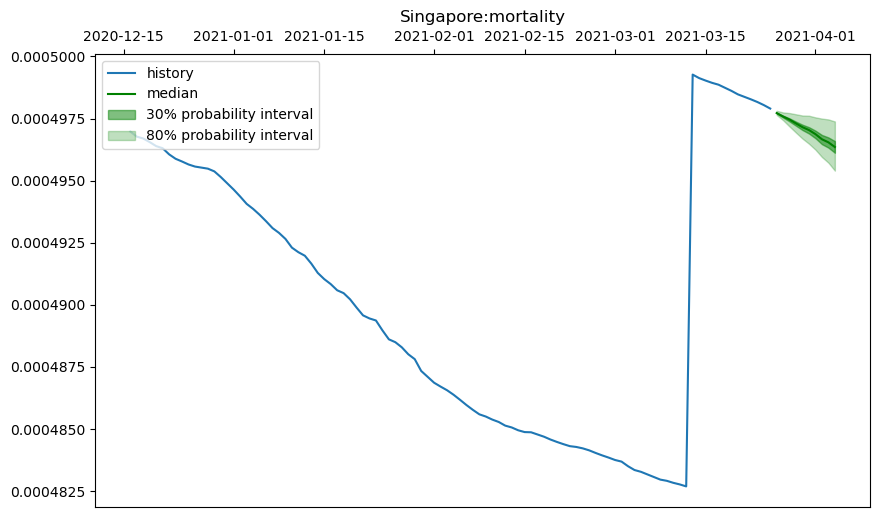 Singapore:mortality
2020-12-15 2021-01-01 2021-01-15 2021-02-01 2021-02-15 2021-03-01 2021-03-15 2021-04-01
history
median
30% probability interval
80% probability interval
0.0005000
0.0004975
0.0004950
0.0004925
0.0004900
0.0004875
0.0004850
0.0004825